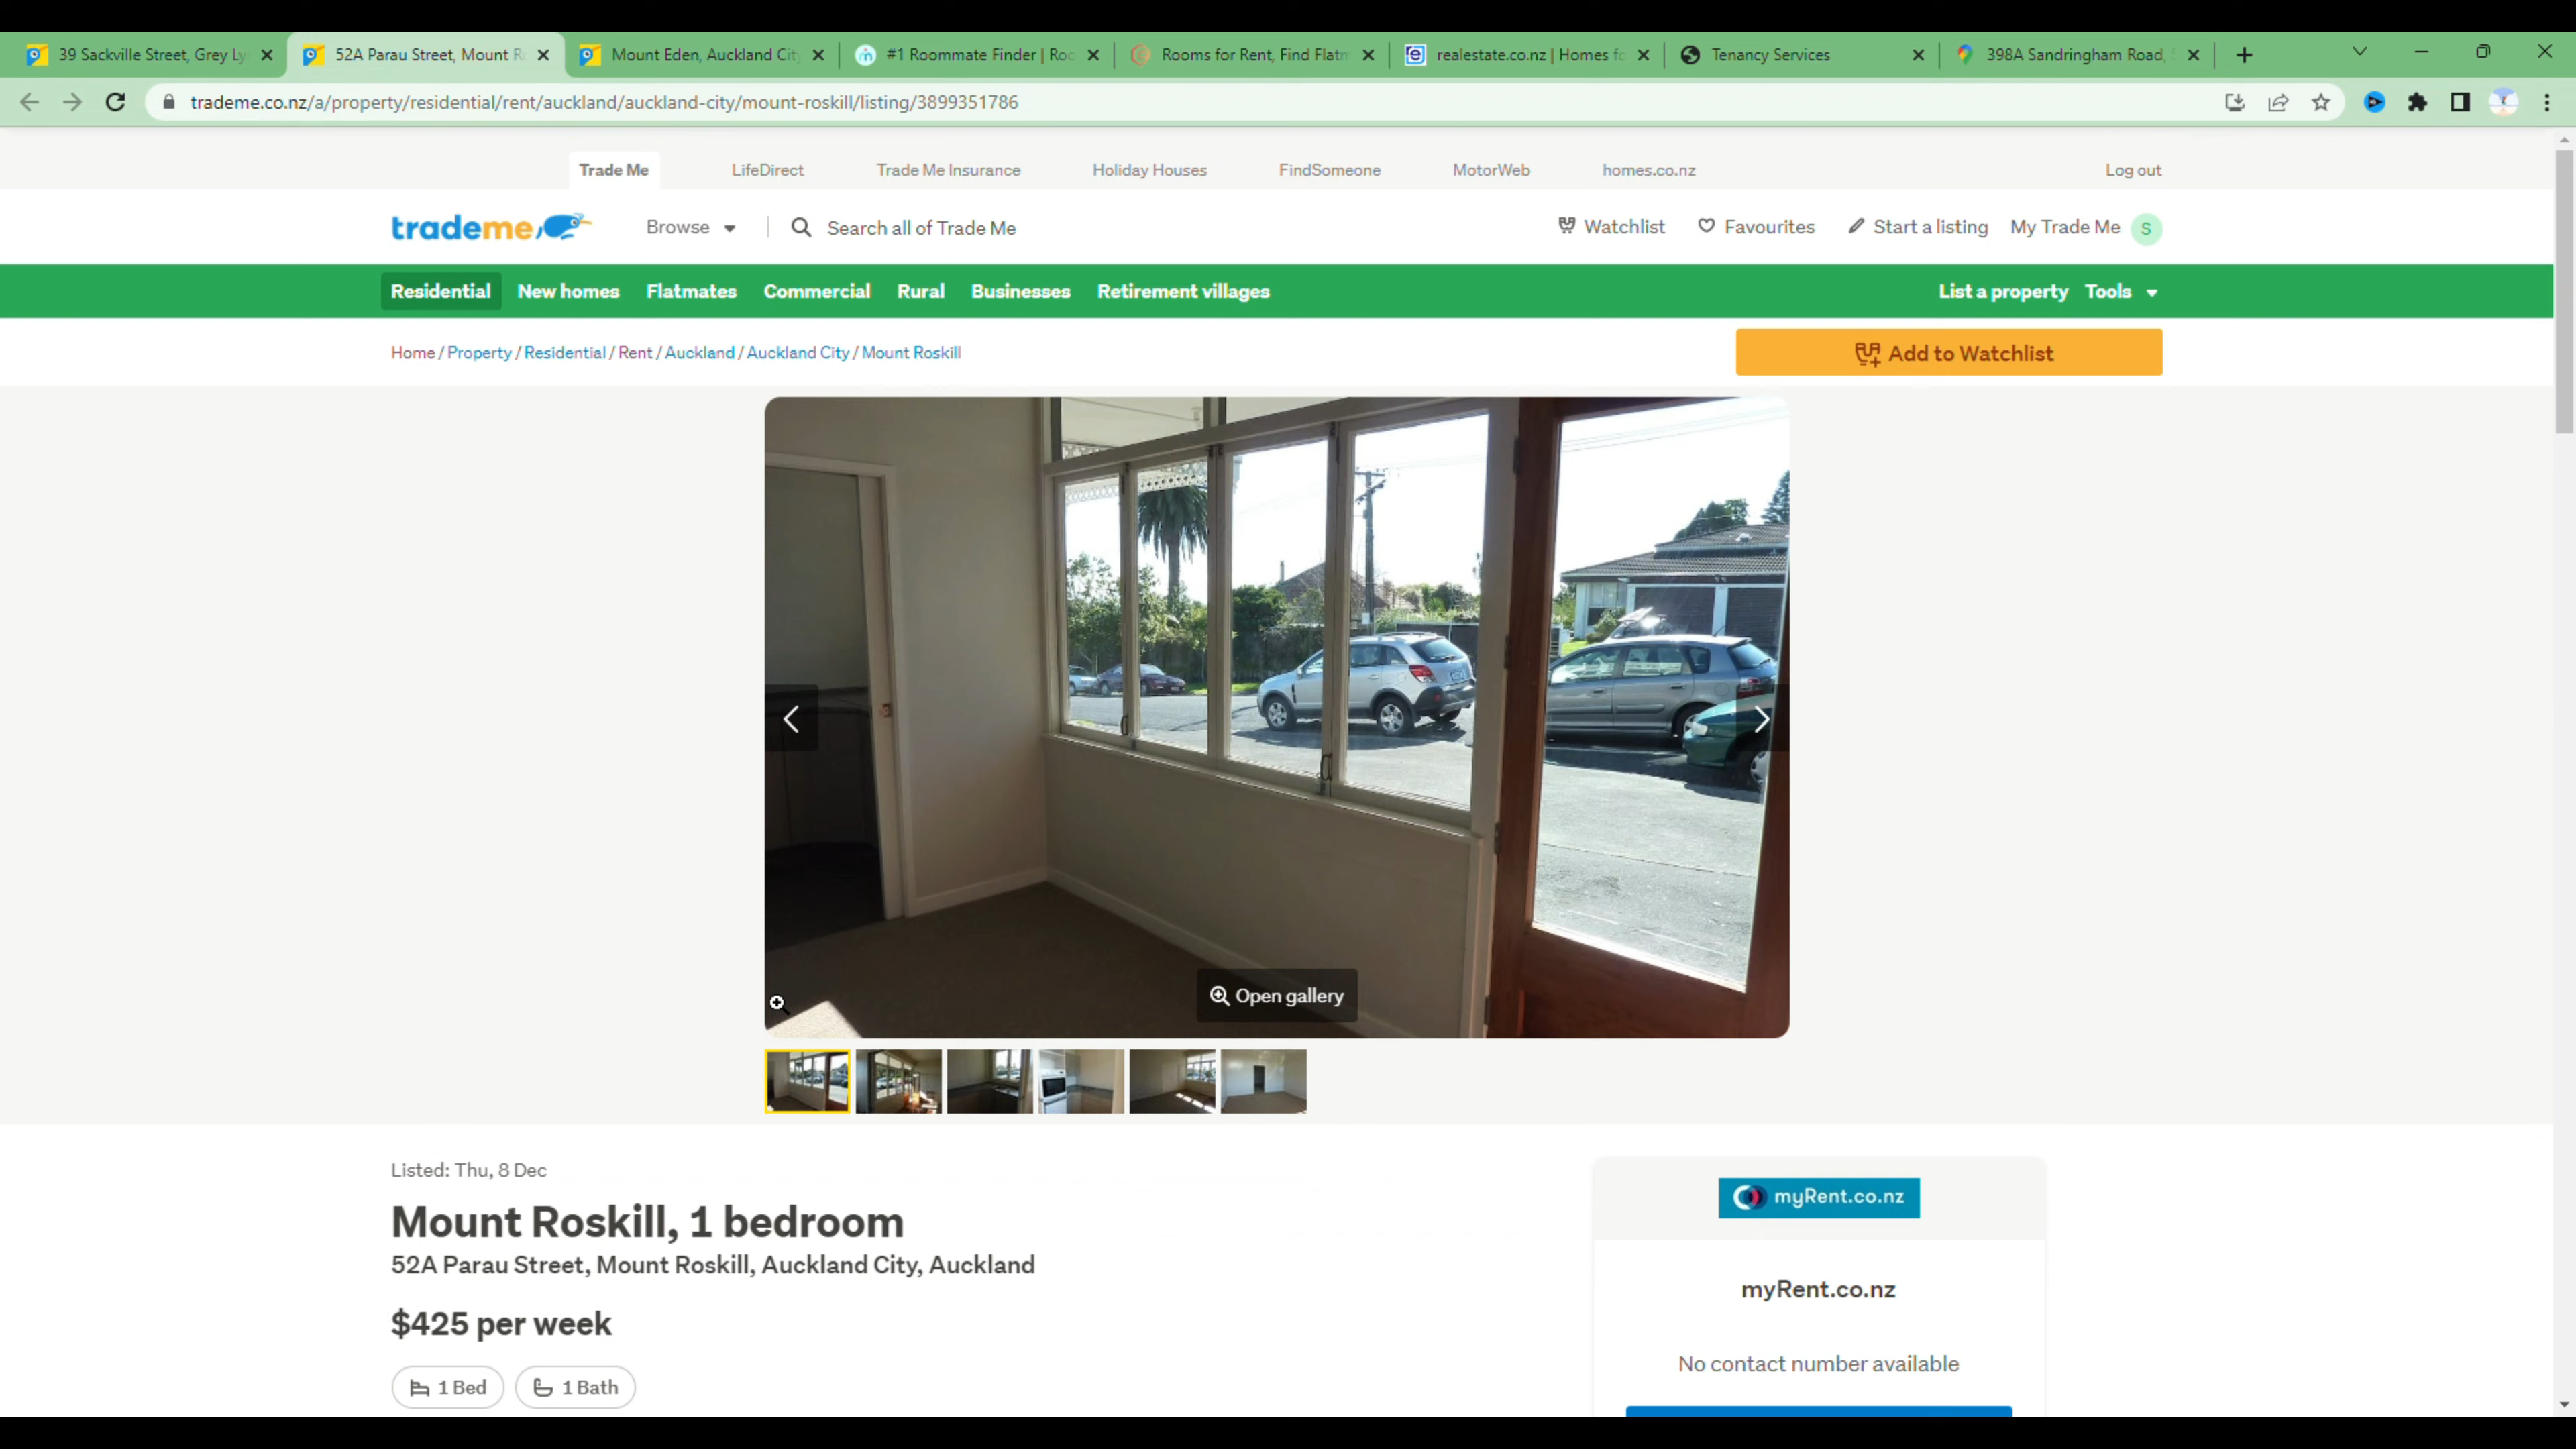 39 Sackville Street, Grey Ly
52A Parau Street, Mount R
Mount Eden, Auckland Cit
#1 Roommate Finder | Roo
Rooms for Rent, Find Flatm
realestate.co.nz | Homes fo
Tenancy Services
398A Sandringham Road, S
trademe.co.nz/a/property/residential/rent/auckland/auckland-city/mount-roskill/listing/3899351786
Trade Me
LifeDirect
Trade Me Insurance
Holiday Houses
FindSomeone
MotorWeb
homes.co.nz
Log out
trademe
Browse
Search all of Trade Me
Watchlist
Favourites
Start a listing
My Trade Me
S
Residential
New homes
Flatmates
Commercial
Rural
Businesses
Retirement villages
List a property
Tools
Home / Property / Residential / Rent / Auckland / Auckland City / Mount Roskill
Add to Watchlist
Open gallery
Listed: Thu, 8 Dec
Mount Roskill, 1 bedroom
52A Parau Street, Mount Roskill, Auckland City, Auckland
$425 per week
1 Bed
1 Bath
myRent.co.nz
myRent.co.nz
No contact number available